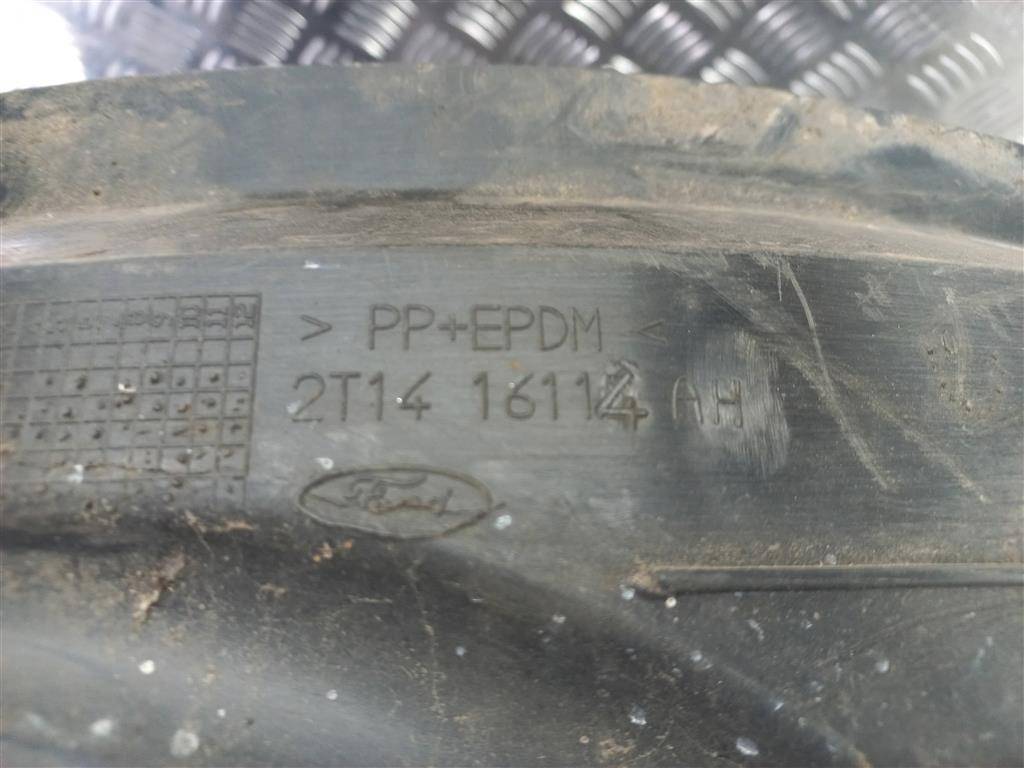 > PP+EPDM <
2T14 16114 AH
Ford